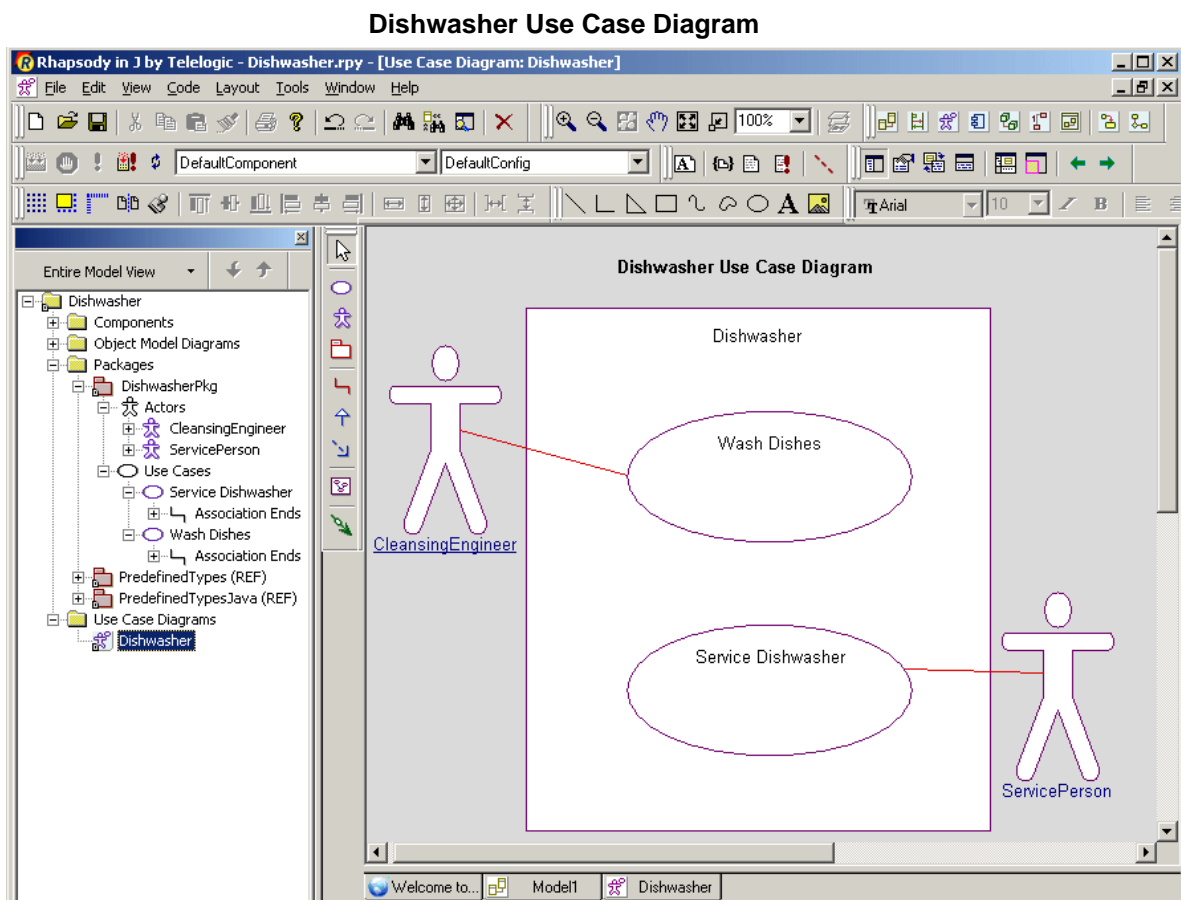 Dishwasher Use Case Diagram
Rhapsody in J by Telelogic - Dishwasher.rpy - [Use Case Diagram: Dishwasher]
File Edit View Code Layout Tools Window Help
100%
DefaultComponent DefaultConfig
Arial 10
Entire Model View
Dishwasher
Components
Object Model Diagrams
Packages
DishwasherPkg
Actors
CleansingEngineer
ServicePerson
Use Cases
Service Dishwasher
Association Ends
Wash Dishes
Association Ends
PredefinedTypes (REF)
PredefinedTypesJava (REF)
Use Case Diagrams
Dishwasher
Dishwasher Use Case Diagram
Dishwasher
Wash Dishes
CleansingEngineer
Service Dishwasher
ServicePerson
Welcome to... Model1 Dishwasher